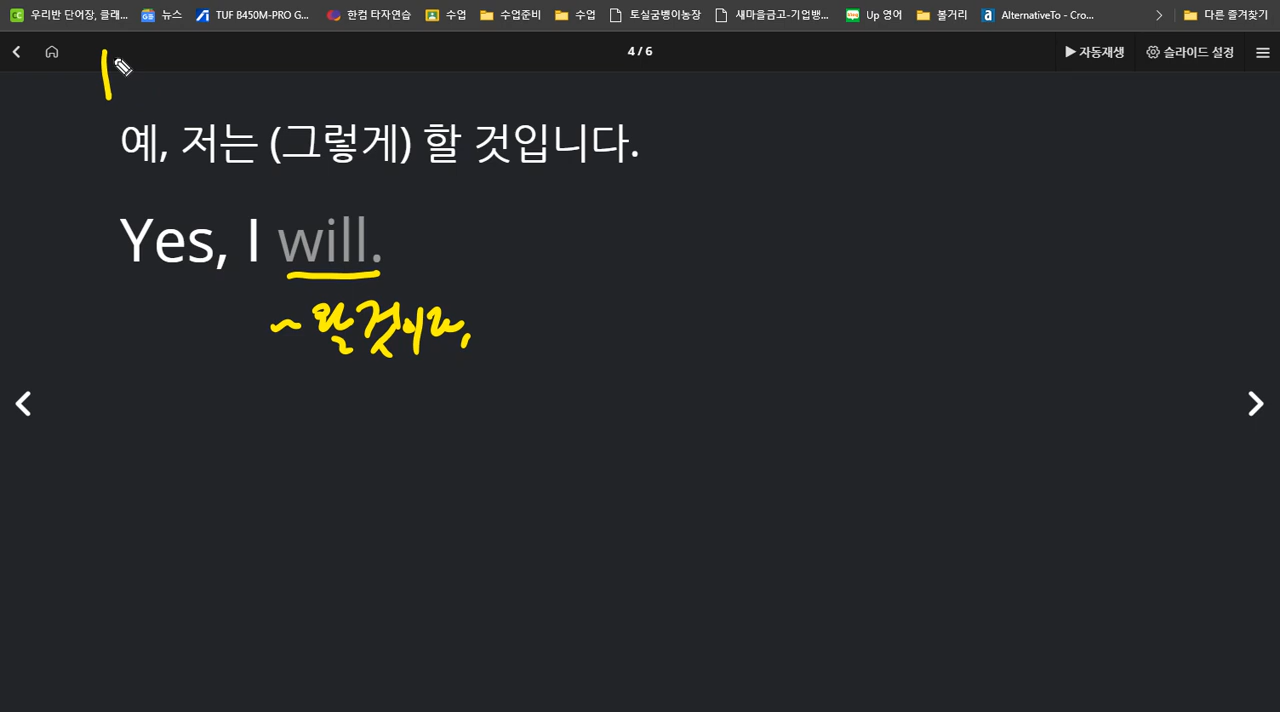 우리반 단어장, 클래... 뉴스 TUF B450M-PRO G... 한컴 타자연습 수업 수업준비 수업 토실굼벵이농장 새마을금고-기업뱅... Up 영어 볼거리 AlternativeTo - Cro... 다른 즐겨찾기
4 / 6 자동재생 슬라이드 설정
예, 저는 (그렇게) 할 것입니다.
Yes, I will.
~ 할 것이다,